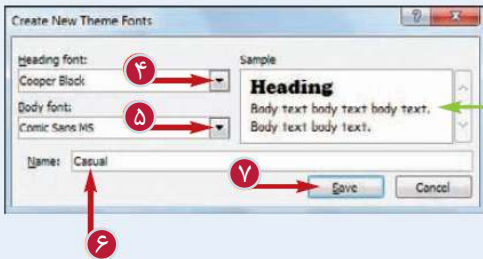 Create New Theme Fonts
Heading font:
Cooper Black
۴
Body font:
Comic Sans MS
۵
Sample
Heading
Body text body text body text.
Body text body text.
Name: Casual
۷
Save Cancel
۶